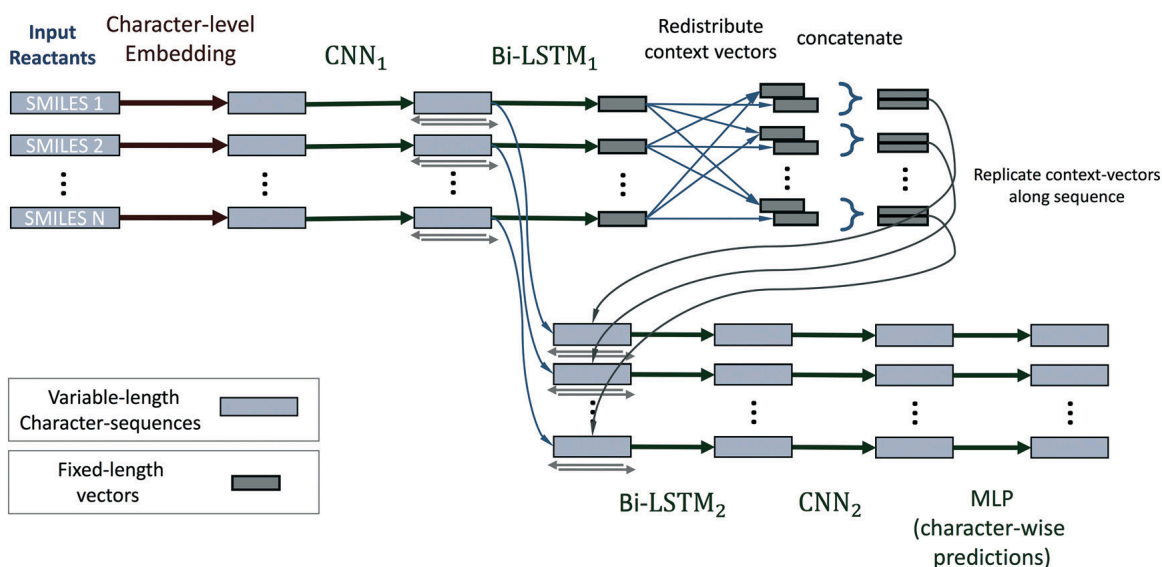 Input
Reactants
Character-level
Embedding
CNN₁
Bi-LSTM₁
Redistribute
context vectors
concatenate
SMILES 1
SMILES 2
SMILES N
Replicate context-vectors
along sequence
Variable-length
Character-sequences
Fixed-length
vectors
Bi-LSTM₂
CNN₂
MLP
(character-wise
predictions)